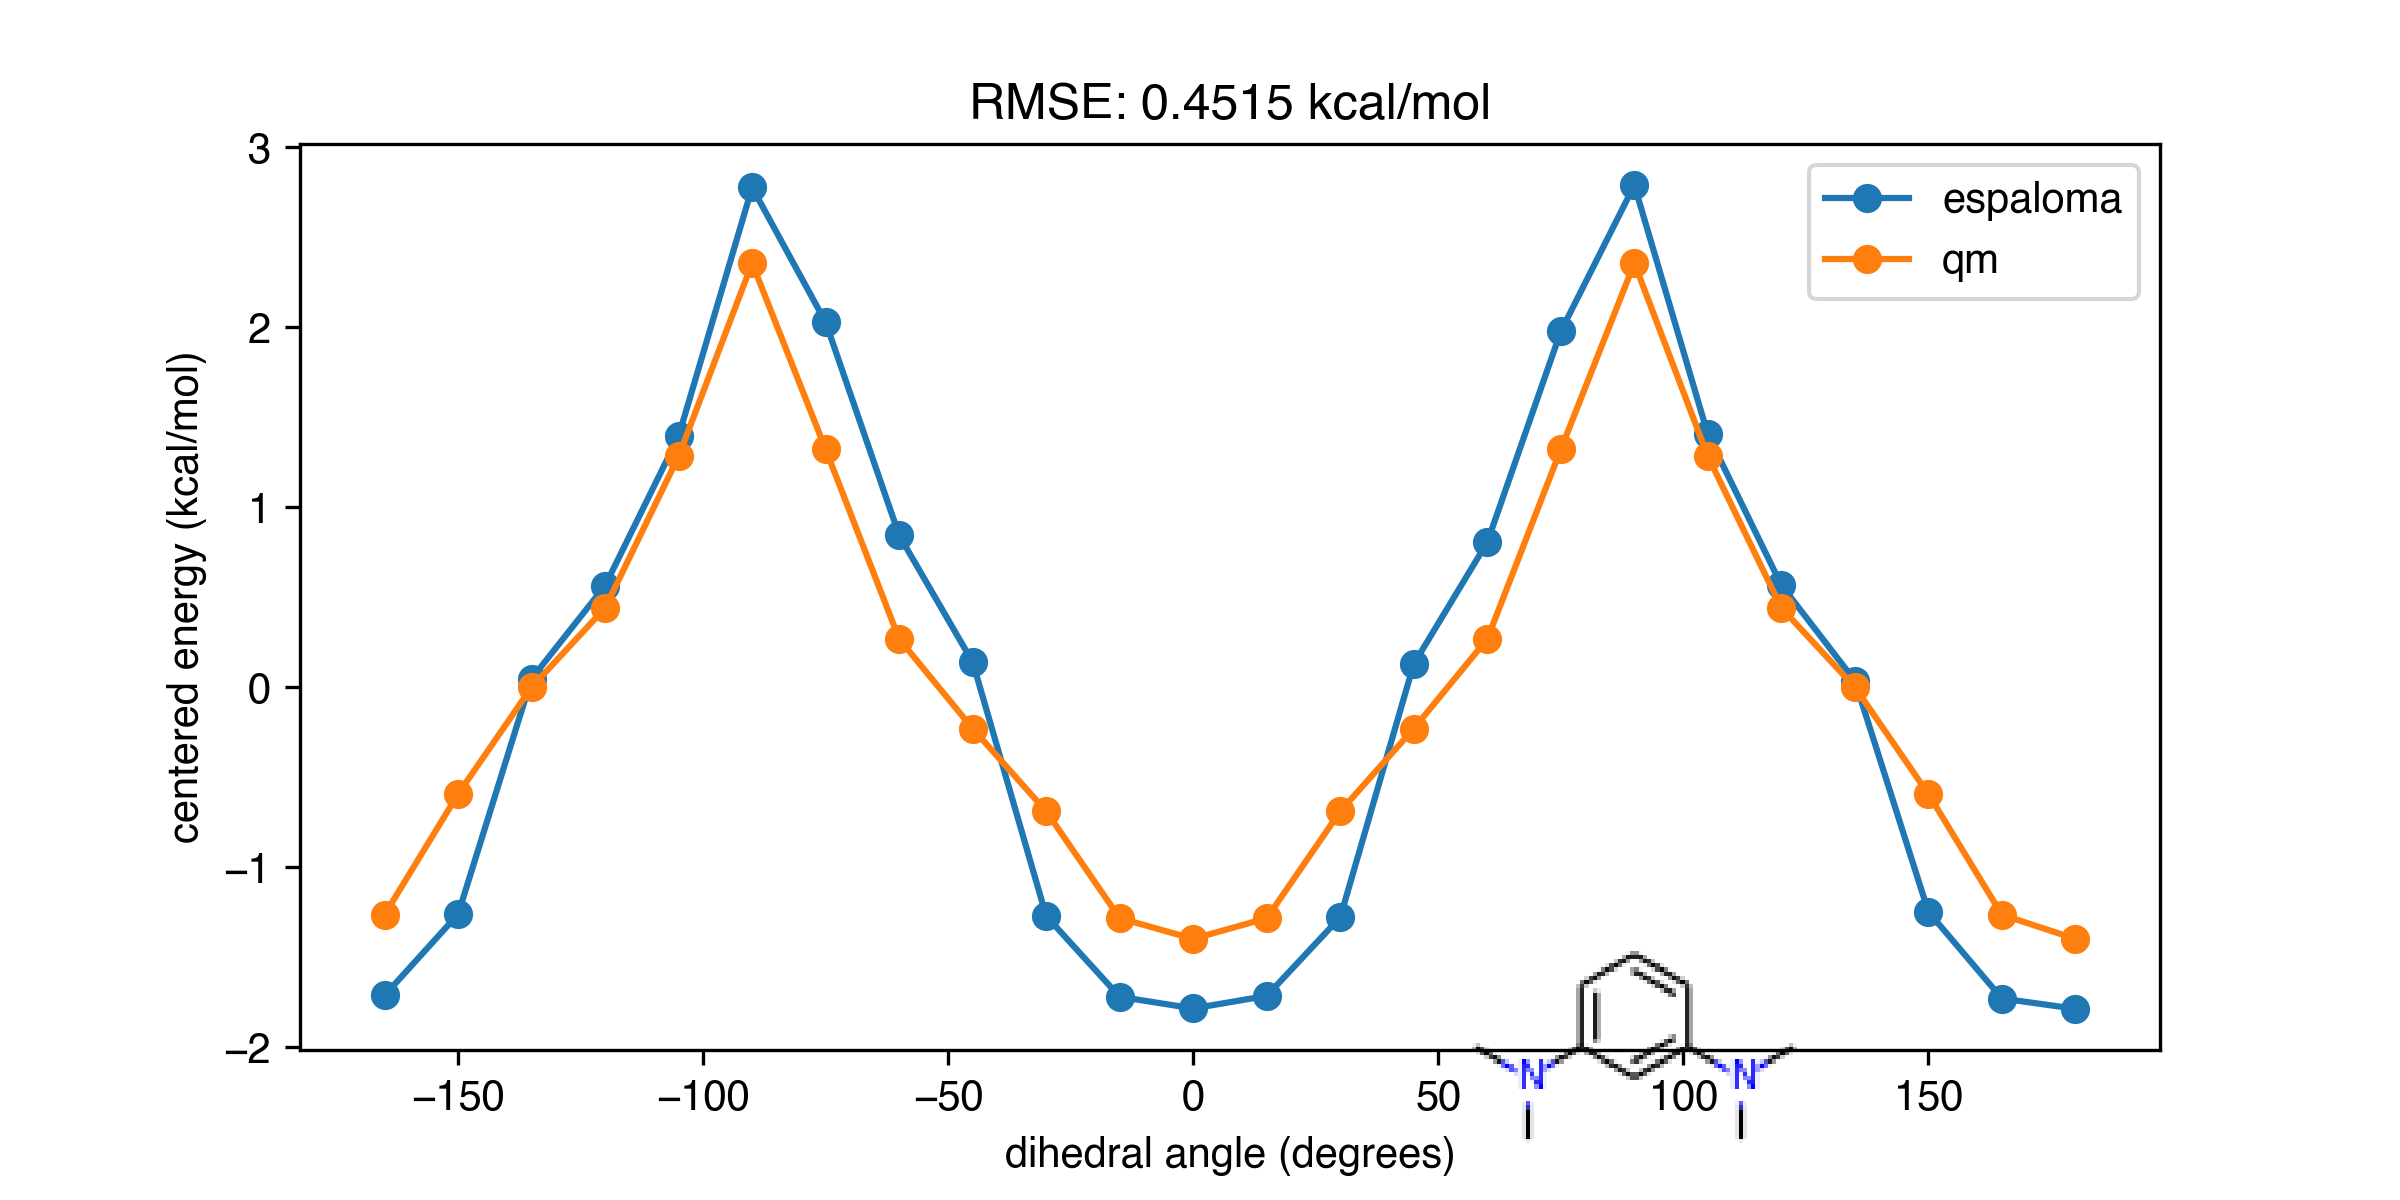 RMSE: 0.4515 kcal/mol
espaloma
qm
3
2
1
0
−1
−2
centered energy (kcal/mol)
−150 −100 −50 0 50 100 150
N N
dihedral angle (degrees)